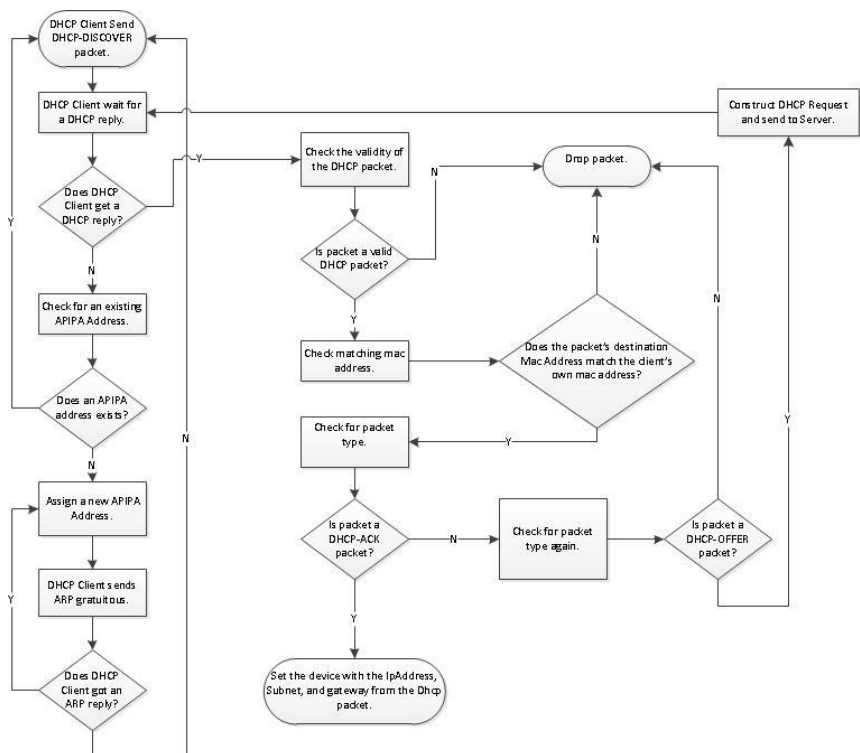 DHCP Client Send
DHCP-DISCOVER
packet.
DHCP Client wait for
a DHCP reply.
Does DHCP
Client get a
DHCP reply?
Y
N
Check for an existing
APIPA Address.
Does an APIPA
address exists?
Y
N
Assign a new APIPA
Address.
DHCP Client sends
ARP gratuitous.
Does DHCP
Client got an
ARP reply?
Y
N
Check the validity of
the DHCP packet.
Is packet a valid
DHCP packet?
N
Y
Check matching mac
address.
Does the packet's destination
Mac Address match the client's
own mac address?
N
Y
Drop packet.
Check for packet
type.
Is packet a
DHCP-ACK
packet?
N
Y
Check for packet
type again.
Is packet a
DHCP-OFFER
packet?
N
Y
Construct DHCP Request
and send to Server.
Set the device with the IpAddress,
Subnet, and gateway from the Dhcp
packet.